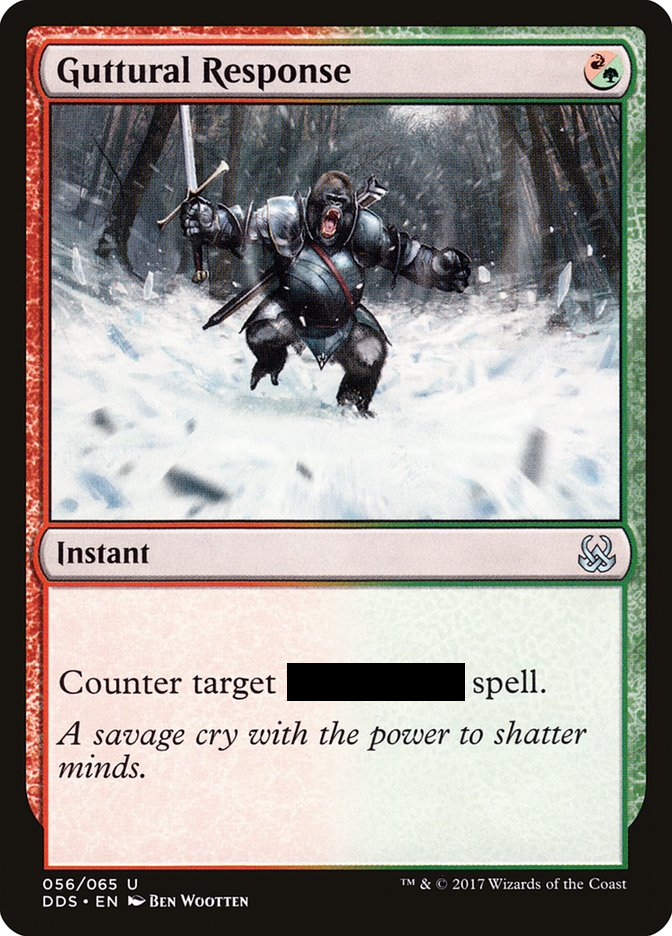 Guttural Response
Instant
Counter target spell.
A savage cry with the power to shatter
minds.
056/065 U
DDS • EN Ben Wootten
™ & © 2017 Wizards of the Coast